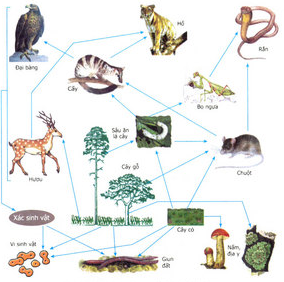 Hổ
Rắn
Đại bàng
Cầy
Bọ ngựa
Sâu ăn
lá cây
Cây gỗ
Hươu
Chuột
Xác sinh vật
Cây cỏ
Vi sinh vật
Giun
đất
Nấm,
địa y